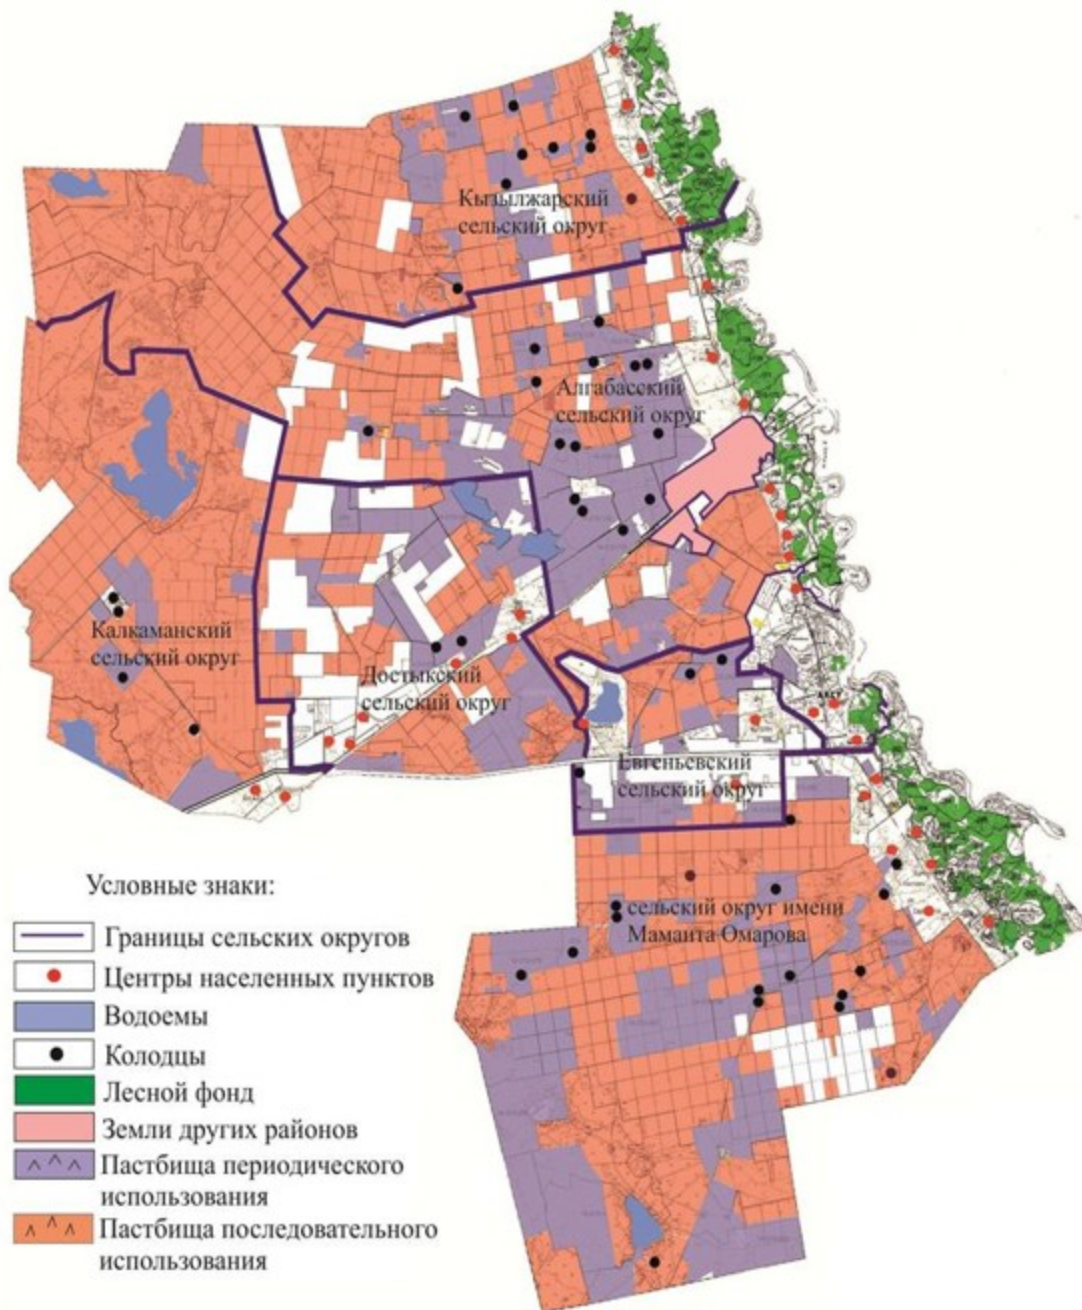 Кызылжарский
сельский округ
Алгабасский
сельский округ
Калкаманский
сельский округ
Достыкский
сельский округ
АКСУ
Евгеньевский
сельский округ
сельский округ имени
Мамаита Омарова
Условные знаки:
Границы сельских округов
Центры населенных пунктов
Водоемы
Колодцы
Лесной фонд
Земли других районов
Пастбища периодического
использования
Пастбища последовательного
использования